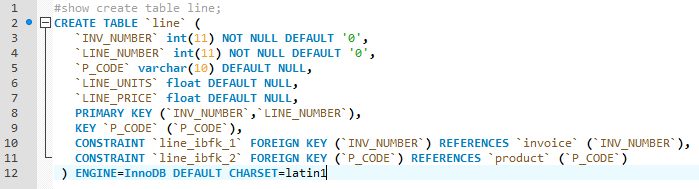 1 #show create table line;
2 CREATE TABLE `line` (
3 `INV_NUMBER` int(11) NOT NULL DEFAULT '0',
4 `LINE_NUMBER` int(11) NOT NULL DEFAULT '0',
5 `P_CODE` varchar(10) DEFAULT NULL,
6 `LINE_UNITS` float DEFAULT NULL,
7 `LINE_PRICE` float DEFAULT NULL,
8 PRIMARY KEY (`INV_NUMBER`,`LINE_NUMBER`),
9 KEY `P_CODE` (`P_CODE`),
10 CONSTRAINT `line_ibfk_1` FOREIGN KEY (`INV_NUMBER`) REFERENCES `invoice` (`INV_NUMBER`),
11 CONSTRAINT `line_ibfk_2` FOREIGN KEY (`P_CODE`) REFERENCES `product` (`P_CODE`)
12 ) ENGINE=InnoDB DEFAULT CHARSET=latin1